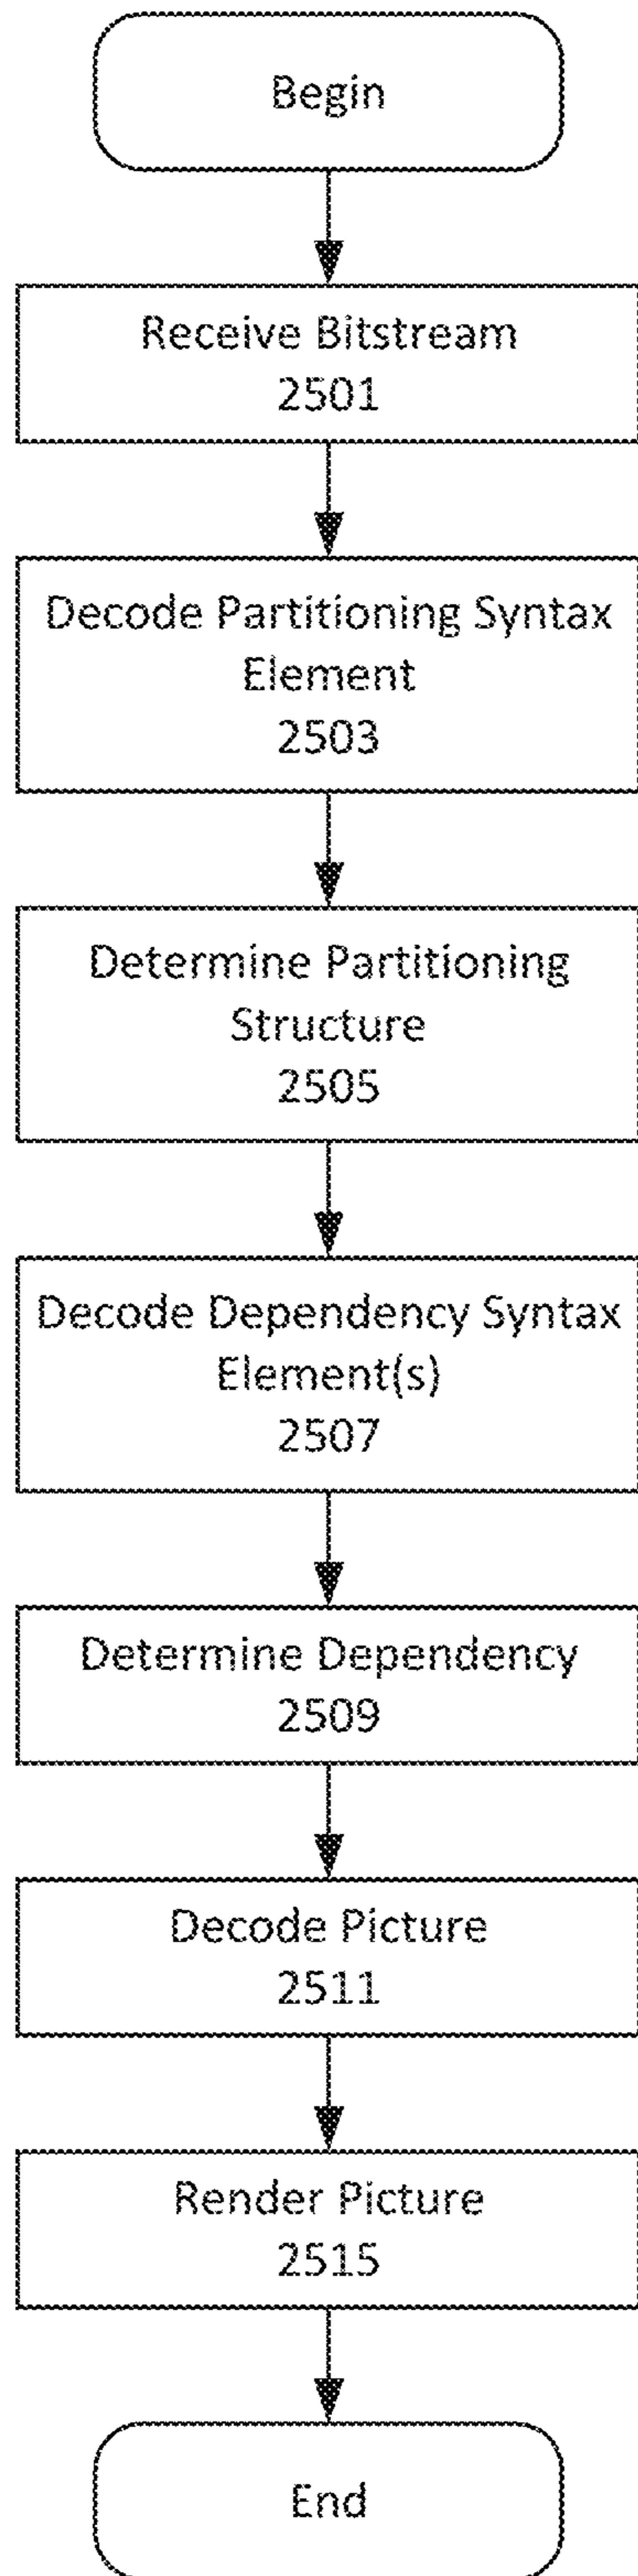 Begin
Receive Bitstream
2501
Decode Partitioning Syntax
Element
2503
Determine Partitioning
Structure
2505
Decode Dependency Syntax
Element(s)
2507
Determine Dependency
2509
Decode Picture
2511
Render Picture
2515
End